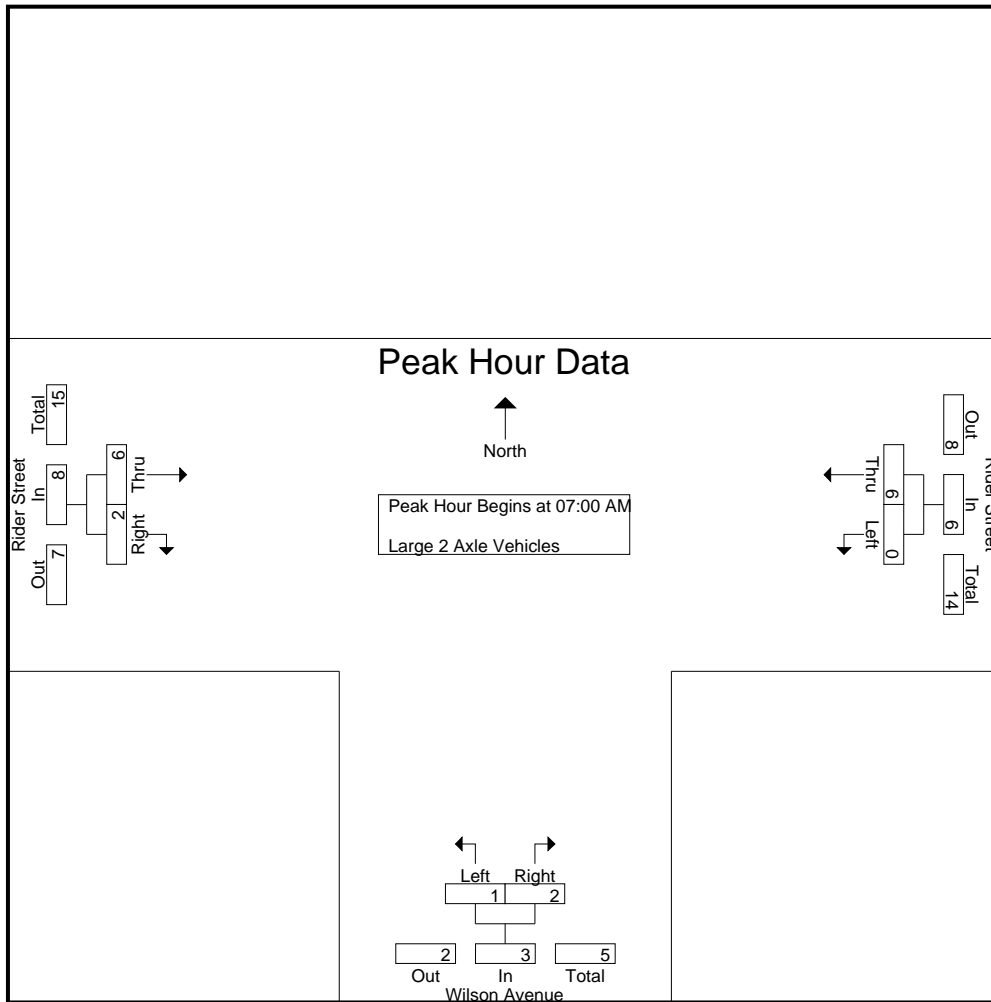 Peak Hour Data
North
Peak Hour Begins at 07:00 AM
Large 2 Axle Vehicles
Rider Street
Out
In
Total
7
8
15
Right
Thru
2
6
Rider Street
Out
In
Total
8
6
14
Thru
Left
6
0
Left
Right
1
2
2
3
5
Out
In
Total
Wilson Avenue